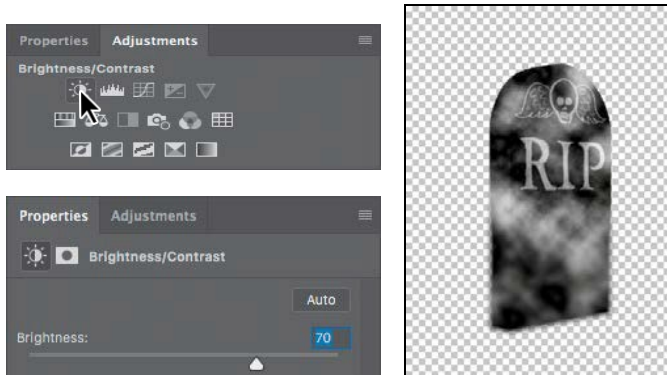 Properties Adjustments
Brightness/Contrast
Properties Adjustments
Brightness/Contrast
Auto
Brightness: 70
RIP